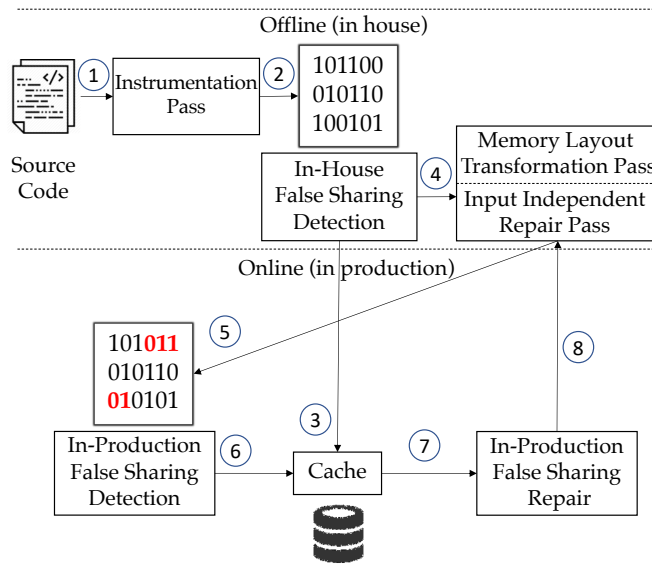 Offline (in house)
1
2
</>
Instrumentation
Pass
101100
010110
100101
Source
Code
In-House
False Sharing
Detection
4
Memory Layout
Transformation Pass
Input Independent
Repair Pass
Online (in production)
5
101011
010110
010101
8
3
In-Production
False Sharing
Detection
6
Cache
7
In-Production
False Sharing
Repair